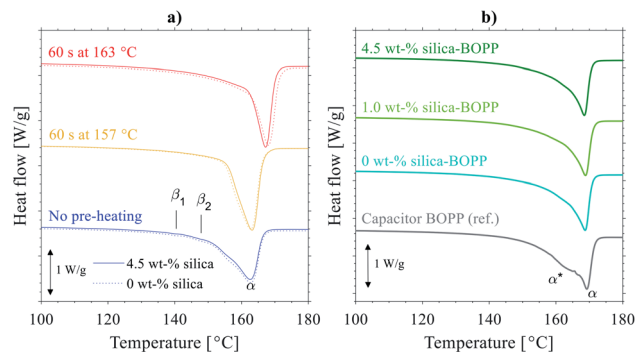 a)
Heat flow [W/g]
60 s at 163 °C
60 s at 157 °C
β1
β2
No pre-heating
1 W/g
4.5 wt-% silica
0 wt-% silica
α
100 120 140 160 180
Temperature [°C]
b)
Heat flow [W/g]
4.5 wt-% silica-BOPP
1.0 wt-% silica-BOPP
0 wt-% silica-BOPP
Capacitor BOPP (ref.)
1 W/g
α*
α
100 120 140 160 180
Temperature [°C]